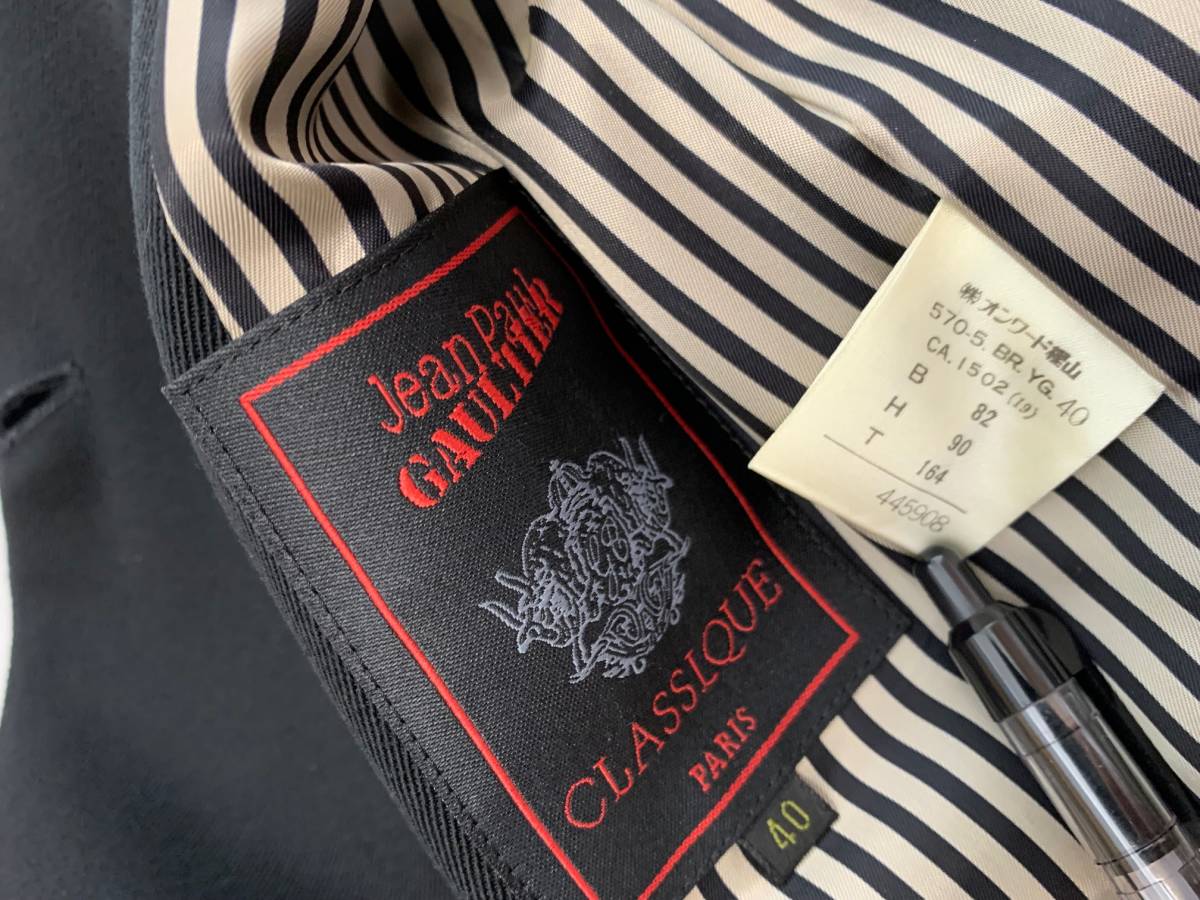 Jean Paul
GAULTIER
CLASSIQUE
PARIS
40
㈱オンワード樫山
570-5. BR. YG. 40
CA. 1502 (19)
B 82
H 90
T 164
445908